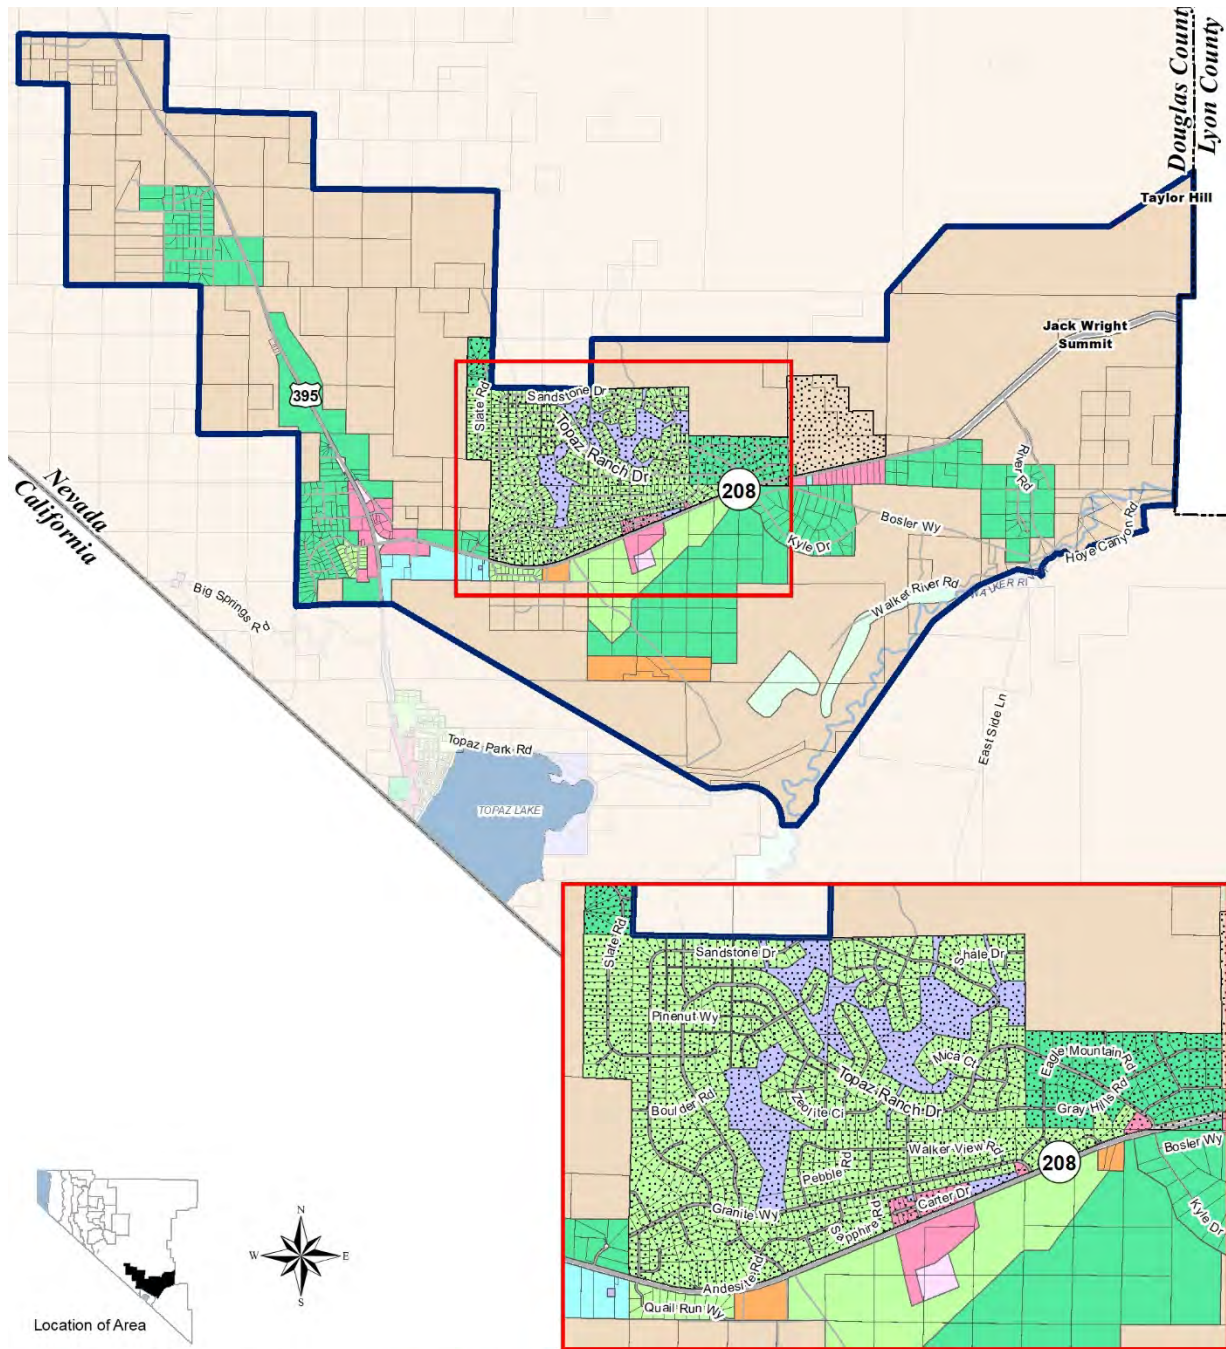 Douglas County
Lyon County
Taylor Hill
Jack Wright
Summit
395
Slate Rd
Sandstone Dr
Topaz Ranch Dr
208
River Rd
Bosler Wy
Kyle Dr
Hoye Canyon Rd
Walker River Rd
Nevada
California
Big Springs Rd
East Side Ln
Topaz Park Rd
TOPAZ LAKE
Slate Rd
Sandstone Dr
Shale Dr
Pinenut Wy
Mica Ct
Eagle Mountain Rd
Topaz Ranch Dr
Boulder Rd
Zeolite Ci
Gray Hills Rd
Walker View Rd
Bosler Wy
208
Pebble Rd
Carter Dr
Granite Wy
Sapphire Rd
Kyle Dr
Andesite Rd
Quail Run Wy
N
W
E
S
Location of Area